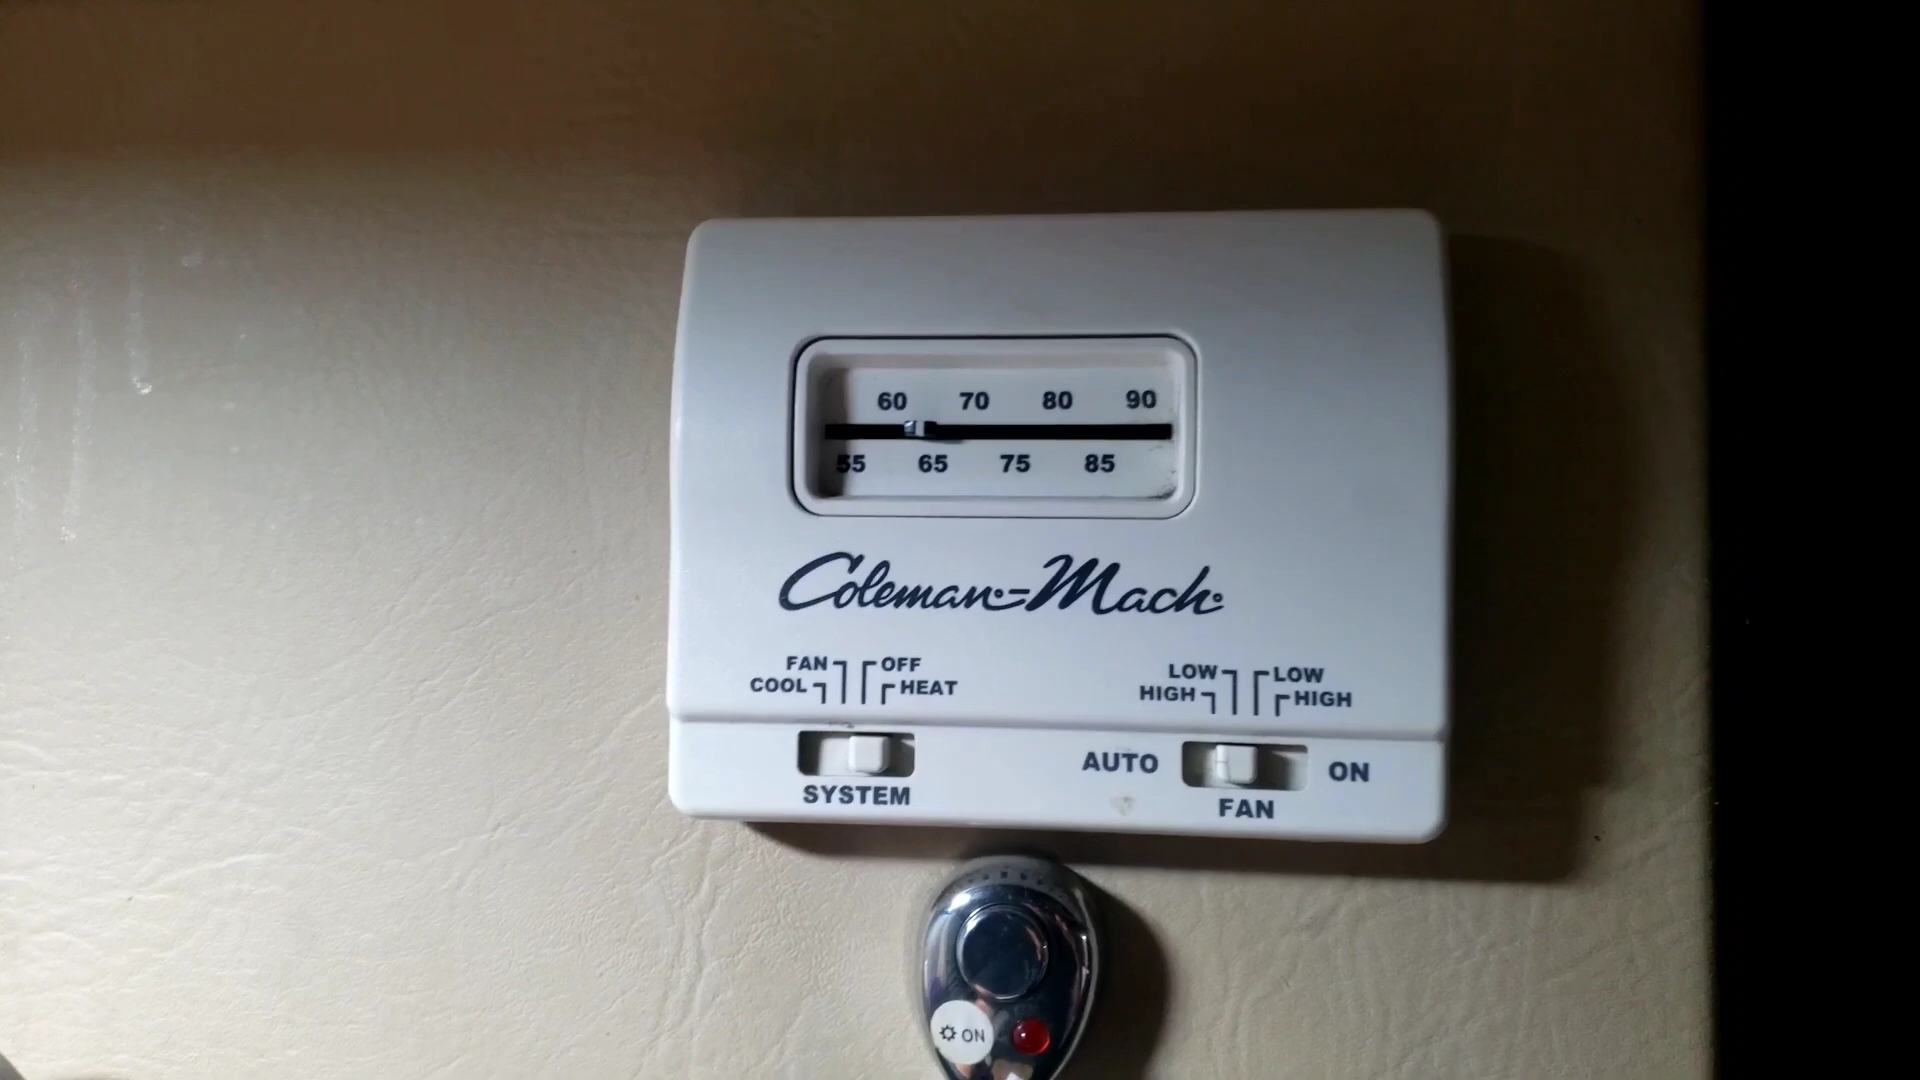 60 70 80 90
55 65 75 85
Coleman-Mach
FAN OFF
COOL HEAT
LOW LOW
HIGH HIGH
AUTO ON
SYSTEM FAN
ON